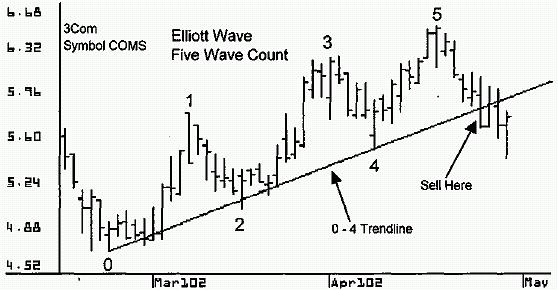 6.68
6.32
5.96
5.60
5.24
4.88
4.52
3Com
Symbol COMS
Elliott Wave
Five Wave Count
0
1
2
3
4
5
Sell Here
0 - 4 Trendline
Mar102
Apr102
May